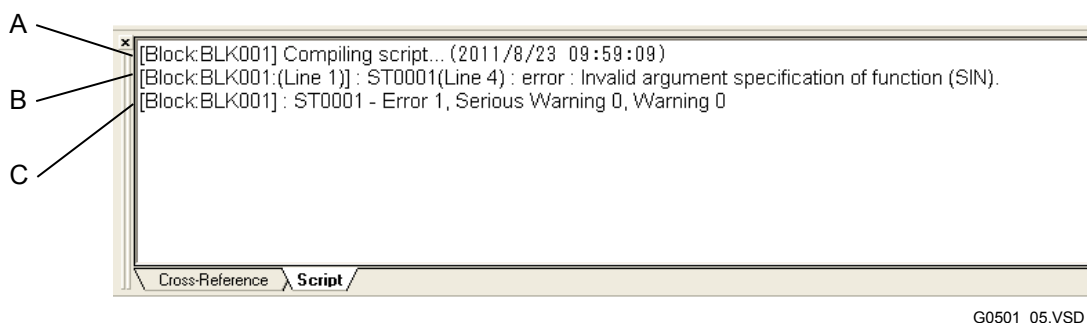 A
B
C
×
[Block:BLK001] Compiling script... (2011/8/23 09:59:09)
[Block:BLK001:(Line 1)] : ST0001(Line 4) : error : Invalid argument specification of function (SIN).
[Block:BLK001] : ST0001 - Error 1, Serious Warning 0, Warning 0
Cross-Reference Script
G0501_05.VSD